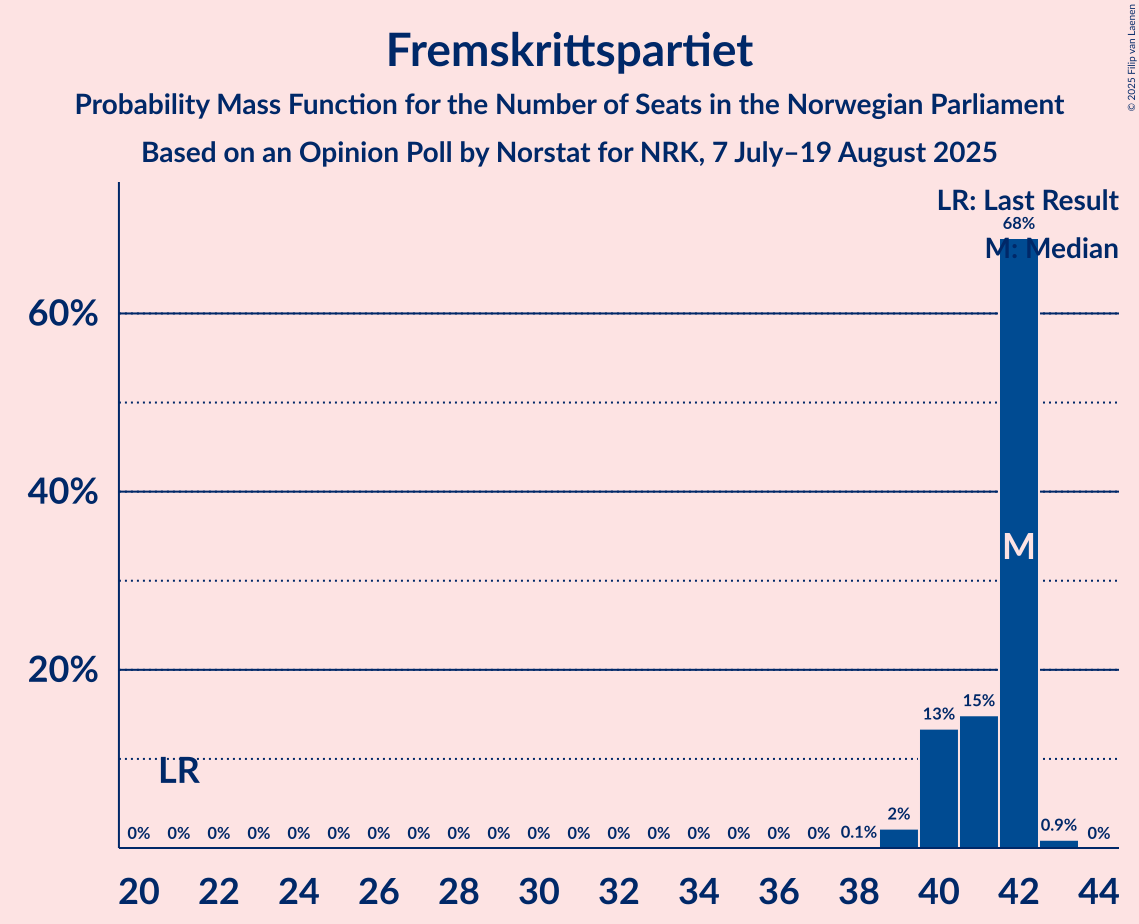 Fremskrittspartiet
Probability Mass Function for the Number of Seats in the Norwegian Parliament
Based on an Opinion Poll by Norstat for NRK, 7 July–19 August 2025
© 2025 Filip van Laenen
LR: Last Result
68%
M: Median
60%
40%
M
20%
15%
13%
LR
2%
0% 0% 0% 0% 0% 0% 0% 0% 0% 0% 0% 0% 0% 0% 0% 0% 0% 0% 0.1% 0.9% 0%
20 22 24 26 28 30 32 34 36 38 40 42 44